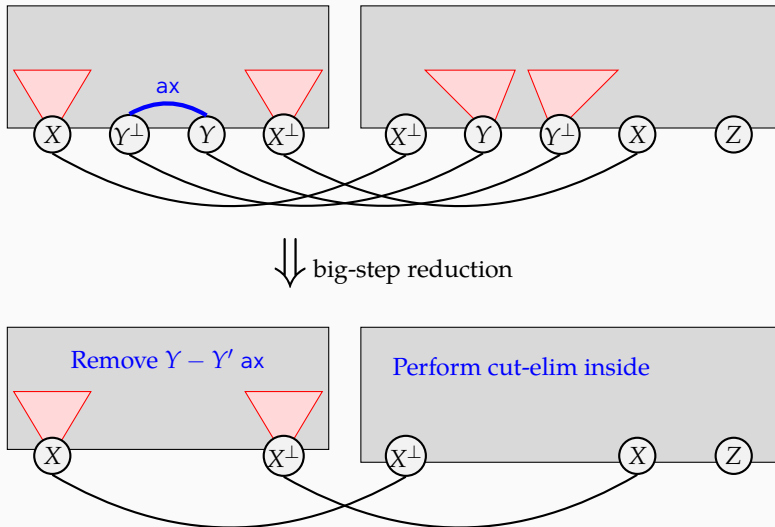 ax
X Y⊥ Y X⊥ X⊥ Y Y⊥ X Z
big-step reduction
Remove Y − Y′ ax
Perform cut-elim inside
X X⊥ X⊥ X Z